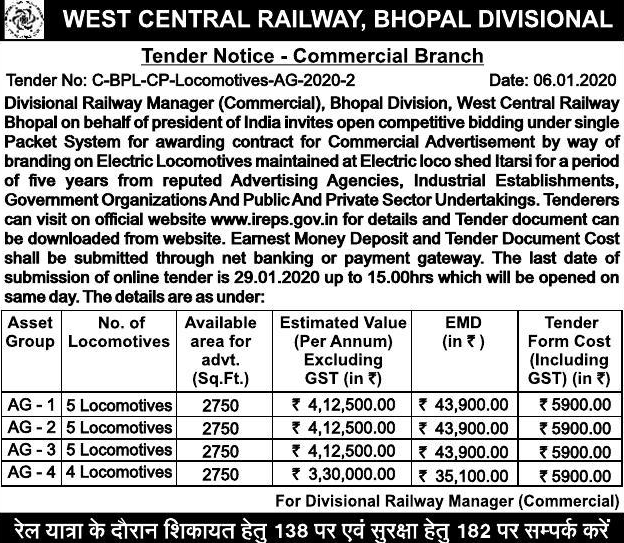 WEST CENTRAL RAILWAY, BHOPAL DIVISIONAL
Tender Notice - Commercial Branch
Tender No: C-BPL-CP-Locomotives-AG-2020-2 Date: 06.01.2020
Divisional Railway Manager (Commercial), Bhopal Division, West Central Railway
Bhopal on behalf of president of India invites open competitive bidding under single
Packet System for awarding contract for Commercial Advertisement by way of
branding on Electric Locomotives maintained at Electric loco shed Itarsi for a period
of five years from reputed Advertising Agencies, Industrial Establishments,
Government Organizations And Public And Private Sector Undertakings. Tenderers
can visit on official website www.ireps.gov.in for details and Tender document can
be downloaded from website. Earnest Money Deposit and Tender Document Cost
shall be submitted through net banking or payment gateway. The last date of
submission of online tender is 29.01.2020 up to 15.00hrs which will be opened on
same day. The details are as under:
Asset Group No. of Locomotives Available area for advt. (Sq.Ft.) Estimated Value (Per Annum) Excluding GST (in ₹) EMD (in ₹ ) Tender Form Cost (Including GST) (in ₹)
AG - 1 5 Locomotives 2750 ₹ 4,12,500.00 ₹ 43,900.00 ₹ 5900.00
AG - 2 5 Locomotives 2750 ₹ 4,12,500.00 ₹ 43,900.00 ₹ 5900.00
AG - 3 5 Locomotives 2750 ₹ 4,12,500.00 ₹ 43,900.00 ₹ 5900.00
AG - 4 4 Locomotives 2750 ₹ 3,30,000.00 ₹ 35,100.00 ₹ 5900.00
For Divisional Railway Manager (Commercial)
रेल यात्रा के दौरान शिकायत हेतु 138 पर एवं सुरक्षा हेतु 182 पर सम्पर्क करें